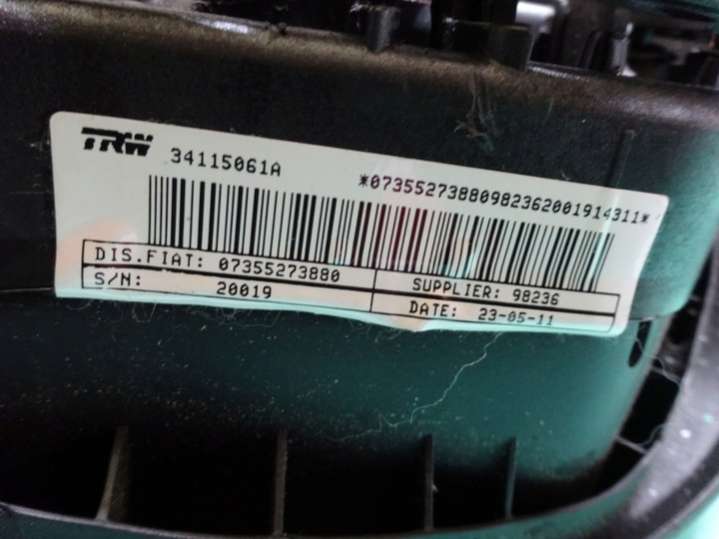 TRW 34115061A *07355273880982362001914311*
DIS.FIAT: 07355273880 SUPPLIER: 98236
S/N: 20019 DATE: 23-05-11